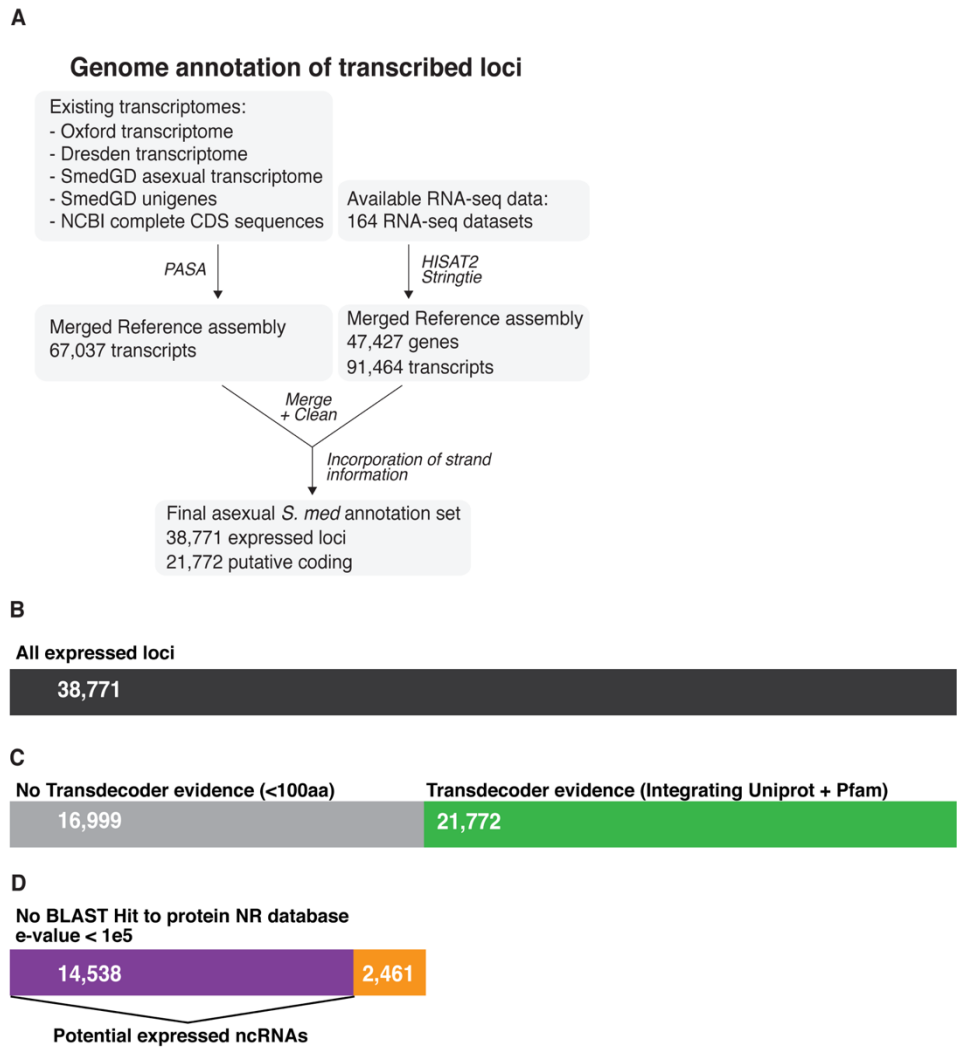 A
Genome annotation of transcribed loci
Existing transcriptomes:
- Oxford transcriptome
- Dresden transcriptome
- SmedGD asexual transcriptome
- SmedGD unigenes
- NCBI complete CDS sequences
Available RNA-seq data:
164 RNA-seq datasets
PASA
HISAT2
Stringtie
Merged Reference assembly
67,037 transcripts
Merged Reference assembly
47,427 genes
91,464 transcripts
Merge
+ Clean
Incorporation of strand
information
Final asexual S. med annotation set
38,771 expressed loci
21,772 putative coding
B
All expressed loci
38,771
C
No Transdecoder evidence (<100aa)
Transdecoder evidence (Integrating Uniprot + Pfam)
16,999
21,772
D
No BLAST Hit to protein NR database
e-value < 1e5
14,538
2,461
Potential expressed ncRNAs